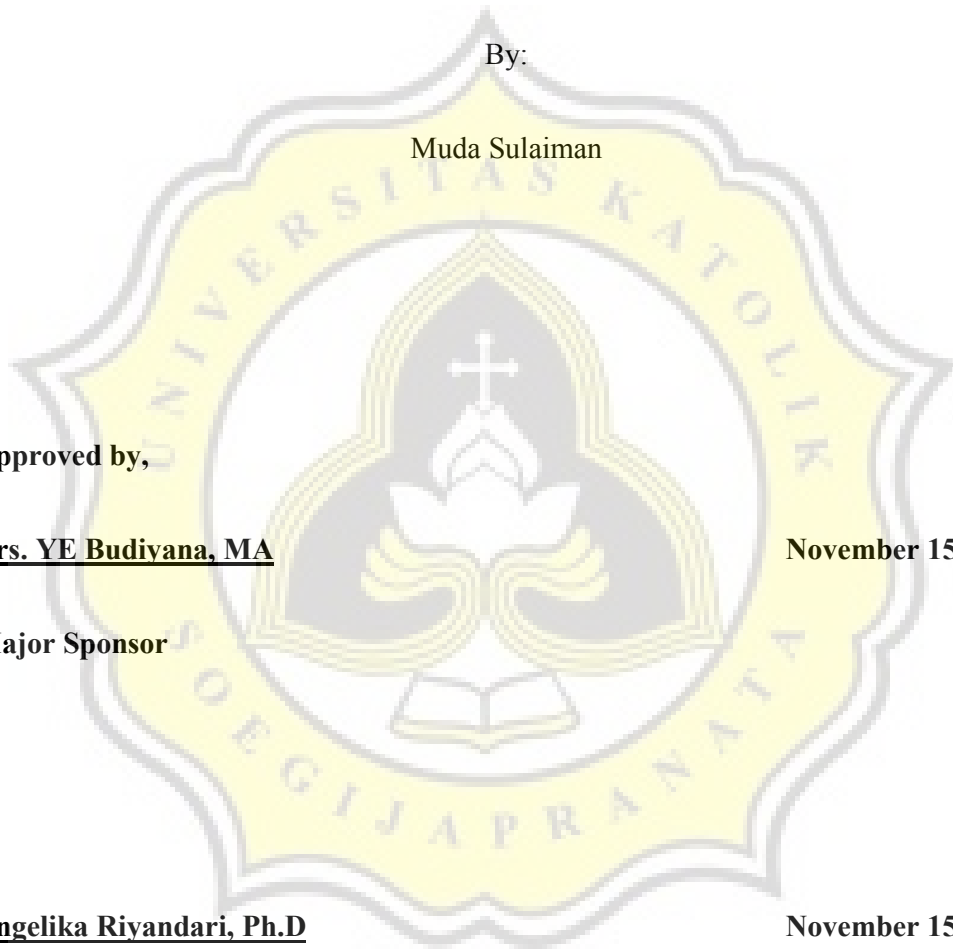 By:
Muda Sulaiman
UNIVERSITAS KATOLIK
pproved by,
rs. YE Budiyana, MA November 15
ajor Sponsor
SOEGIJAPRANATA
ngelika Riyandari, Ph.D November 15